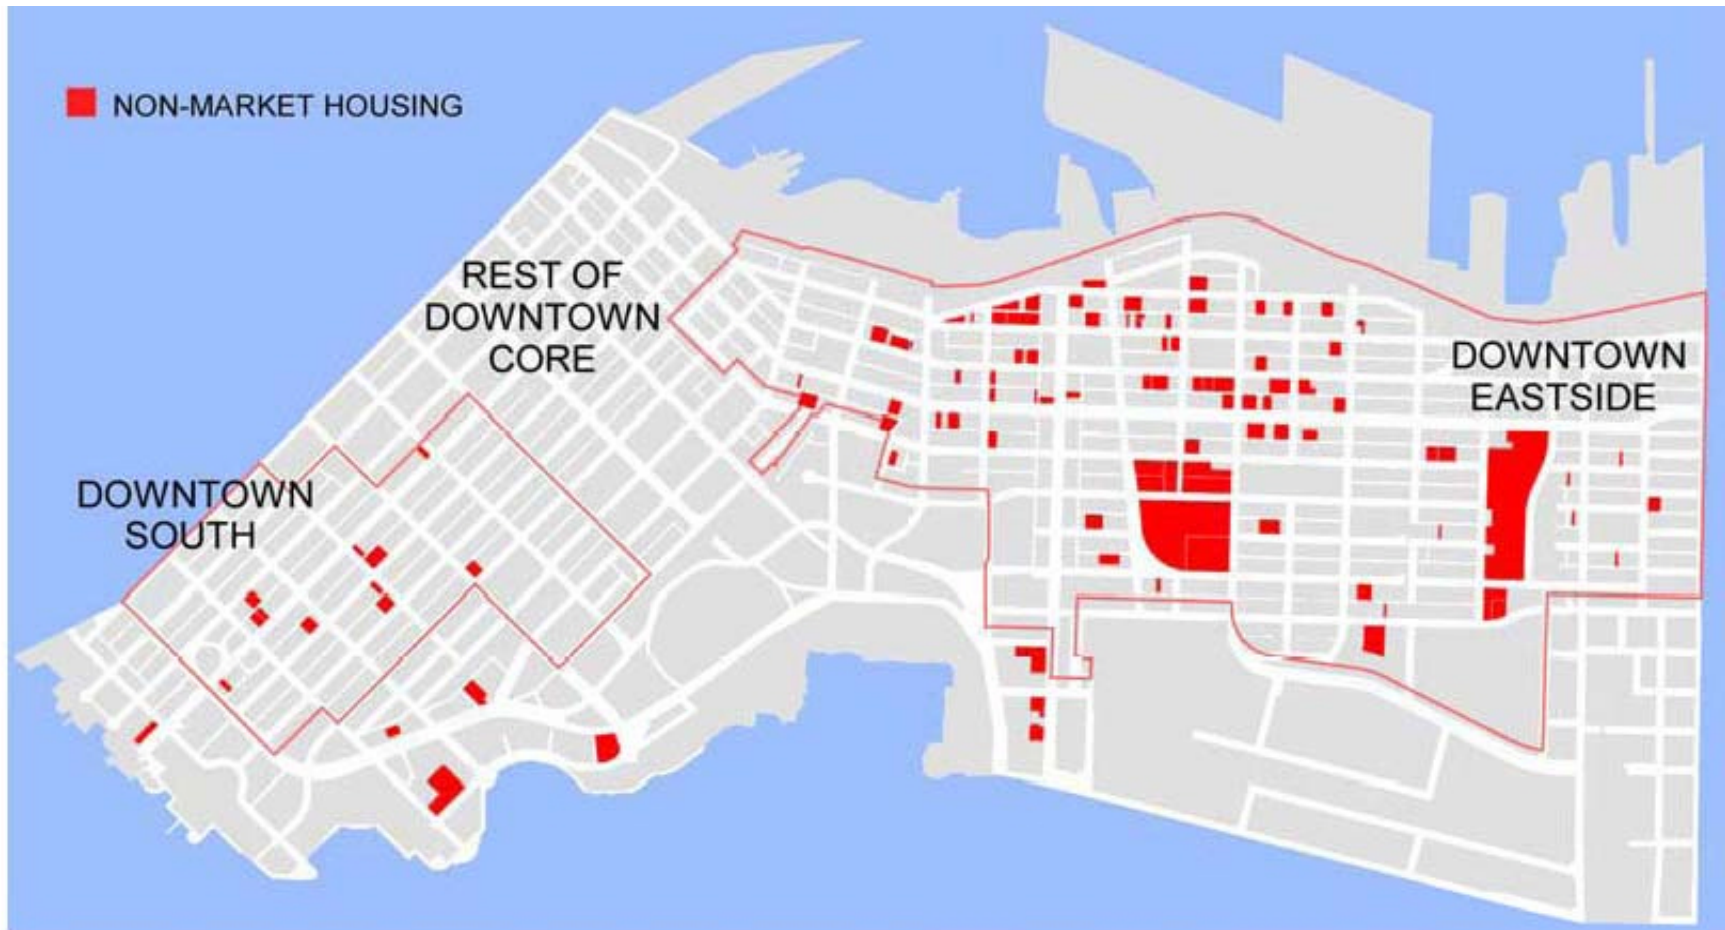 NON-MARKET HOUSING
REST OF
DOWNTOWN
CORE
DOWNTOWN
EASTSIDE
DOWNTOWN
SOUTH